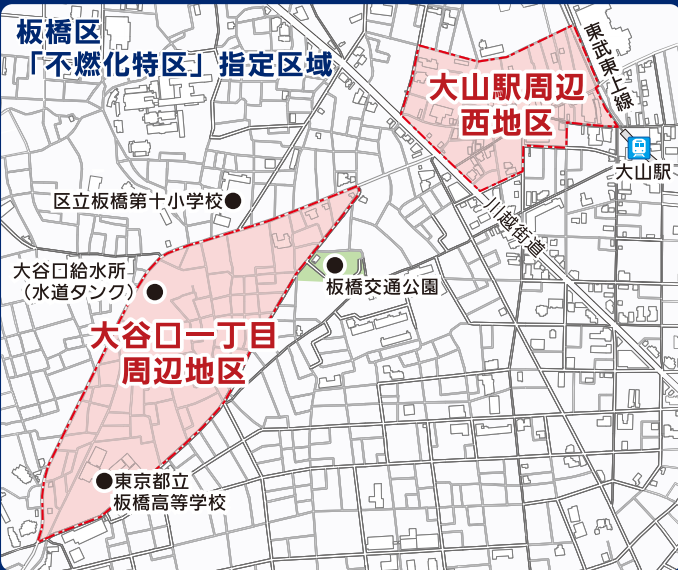 板橋区
「不燃化特区」指定区域
東武東上線
大山駅周辺
西地区
大山駅
区立板橋第十小学校
川越街道
大谷口給水所
（水道タンク）
板橋交通公園
大谷口一丁目
周辺地区
東京都立
板橋高等学校